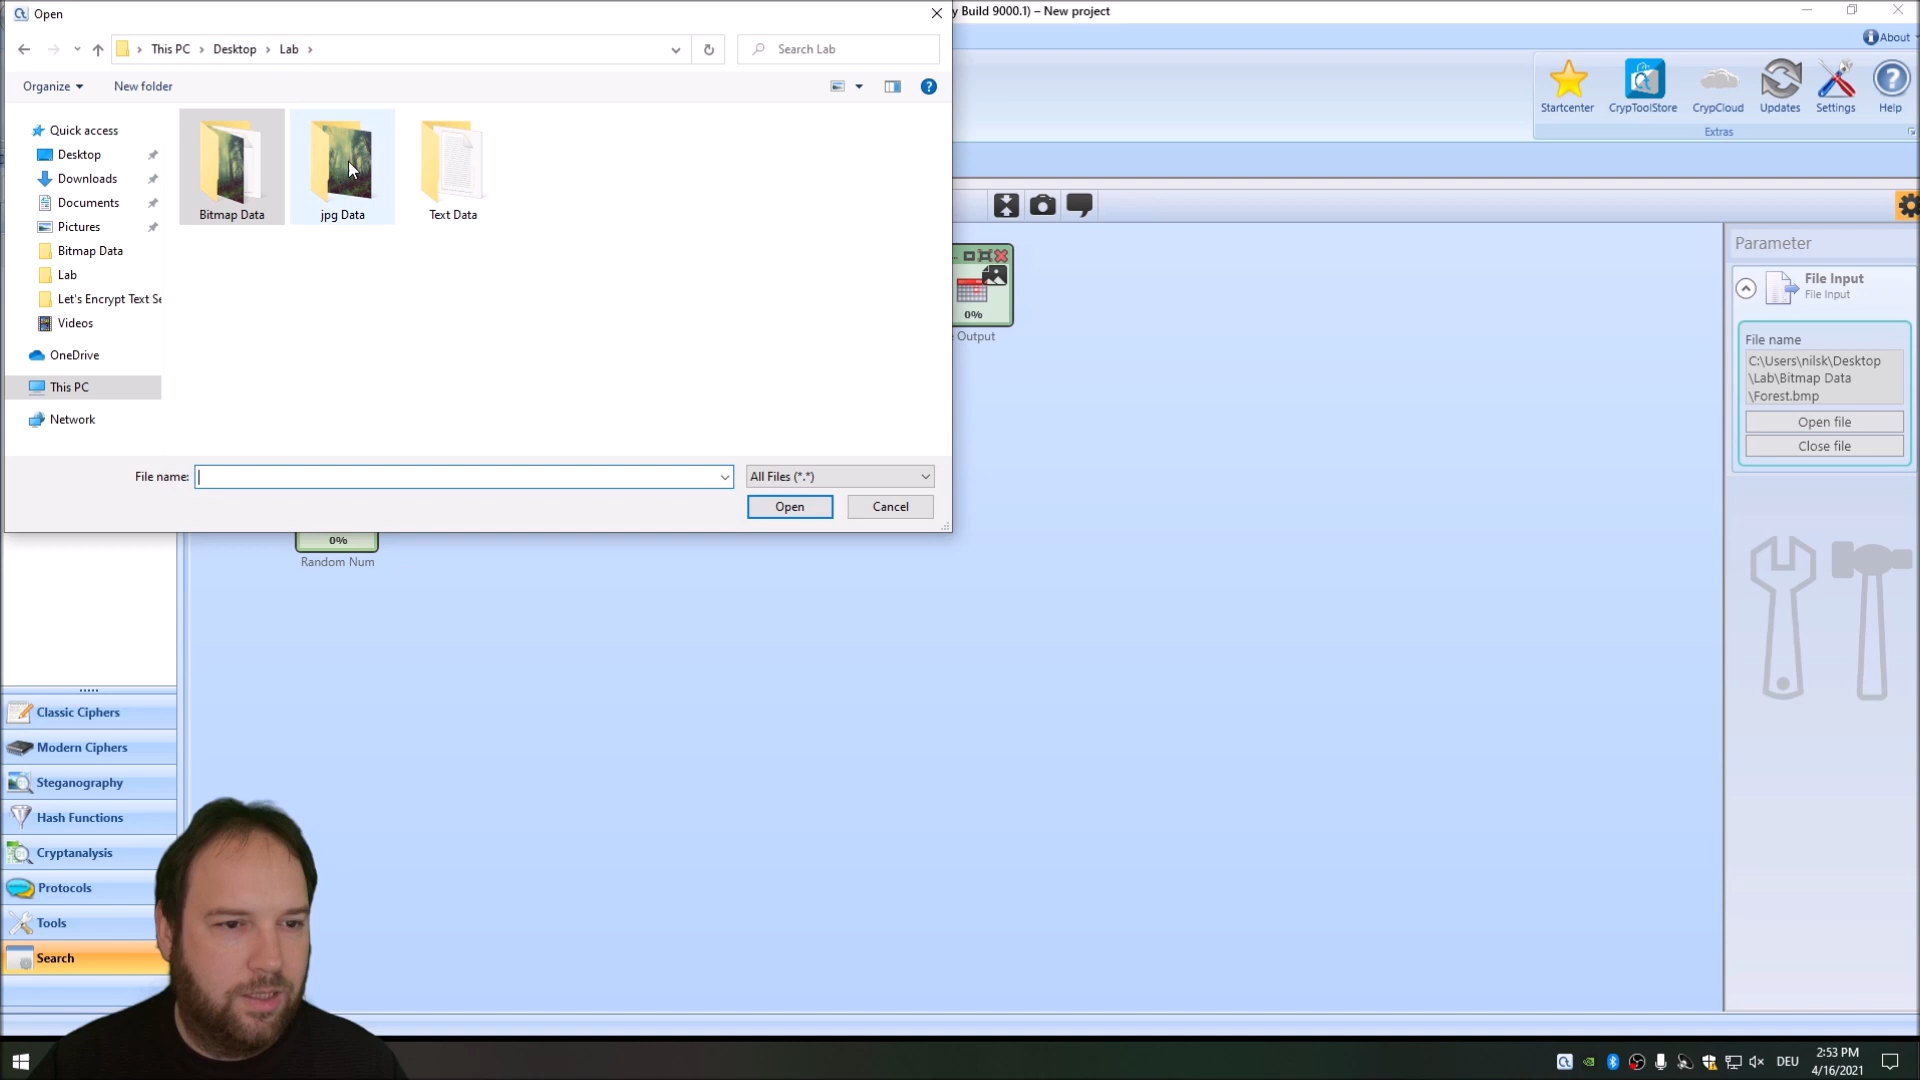 Open
y Build 9000.1) – New project
This PC
Desktop
Lab
Search Lab
About
Organize
New folder
Startcenter
CrypToolStore
CrypCloud
Updates
Settings
Help
Extras
Quick access
Desktop
Downloads
Documents
Pictures
Bitmap Data
Lab
Let's Encrypt Text Se
Videos
OneDrive
This PC
Network
Bitmap Data
jpg Data
Text Data
File name:
All Files (*.*)
Open
Cancel
0%
Output
Parameter
File Input
File Input
File name
C:\Users\nilsk\Desktop
\Lab\Bitmap Data
\Forest.bmp
Open file
Close file
0%
Random Num
Classic Ciphers
Modern Ciphers
Steganography
Hash Functions
Cryptanalysis
Protocols
Tools
Search
DEU
2:53 PM
4/16/2021